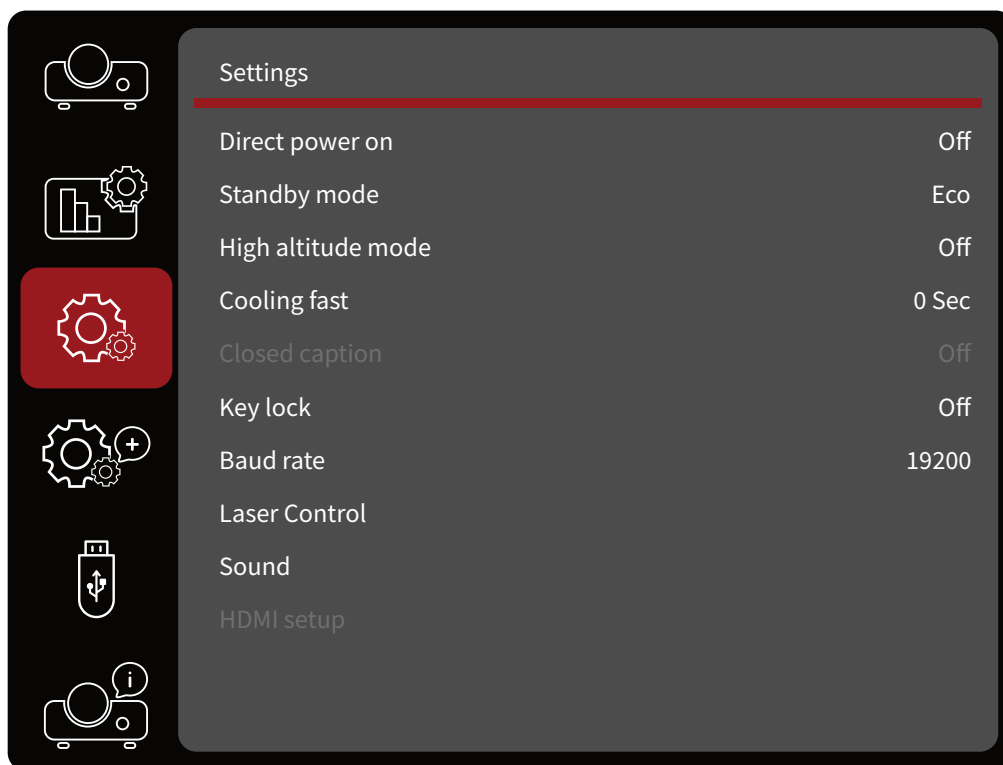 Settings
Direct power on Off
Standby mode Eco
High altitude mode Off
Cooling fast 0 Sec
Closed caption Off
Key lock Off
Baud rate 19200
Laser Control
Sound
HDMI setup
i